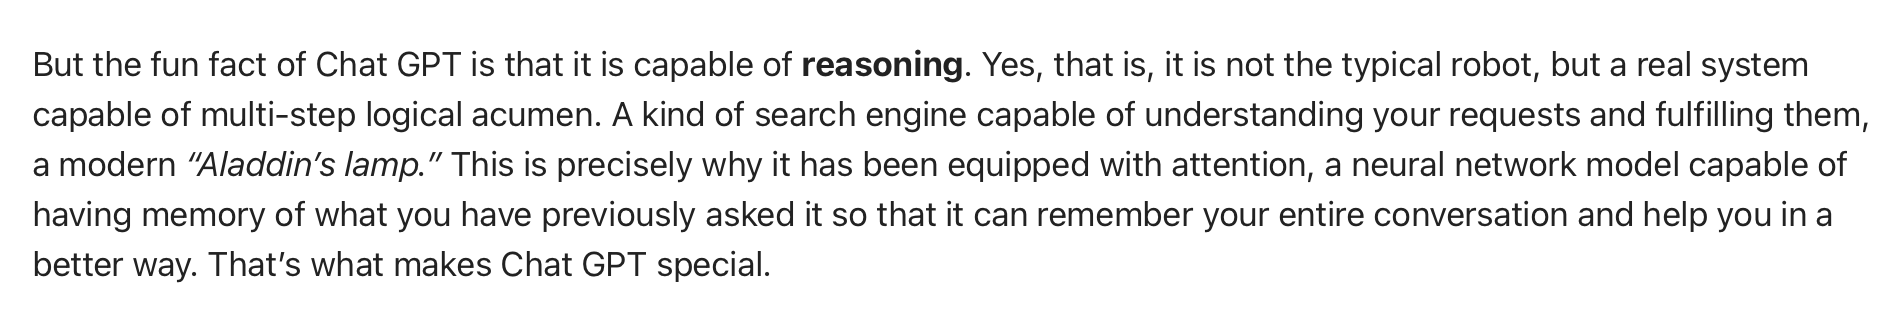 But the fun fact of Chat GPT is that it is capable of reasoning. Yes, that is, it is not the typical robot, but a real system
capable of multi-step logical acumen. A kind of search engine capable of understanding your requests and fulfilling them,
a modern “Aladdin’s lamp.” This is precisely why it has been equipped with attention, a neural network model capable of
having memory of what you have previously asked it so that it can remember your entire conversation and help you in a
better way. That’s what makes Chat GPT special.